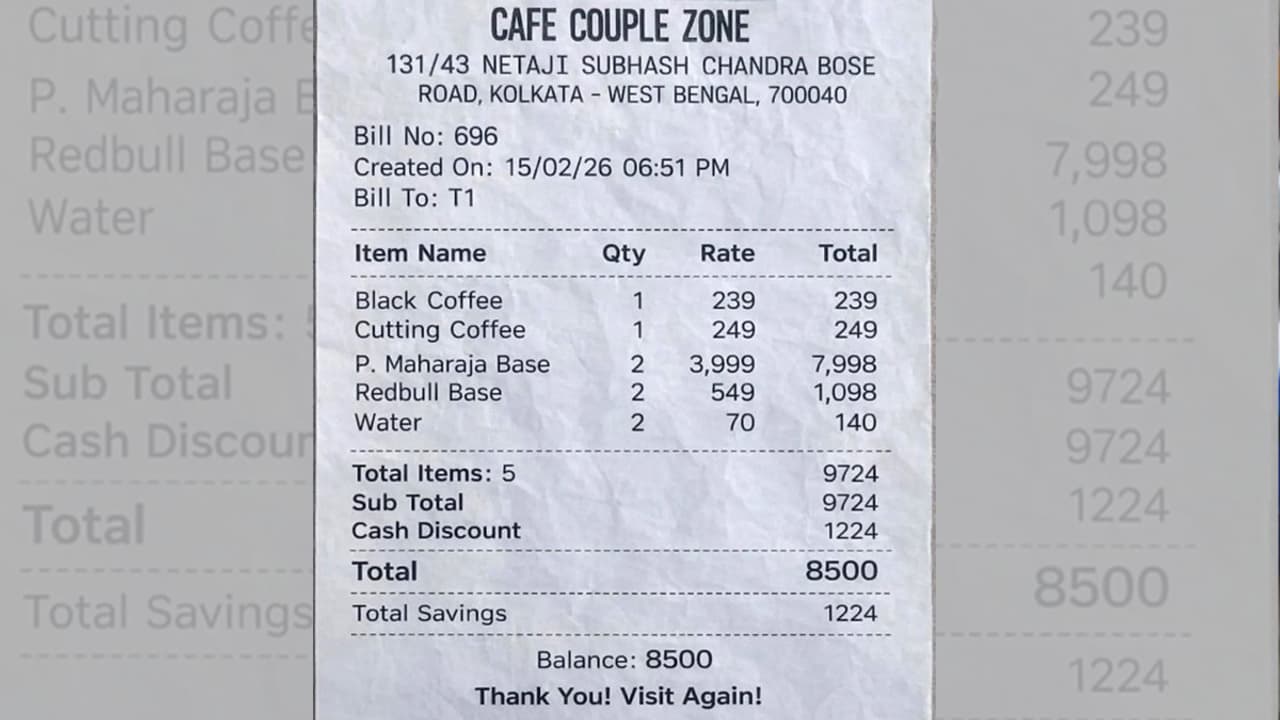 CAFE COUPLE ZONE
131/43 NETAJI SUBHASH CHANDRA BOSE
ROAD, KOLKATA - WEST BENGAL, 700040
Bill No: 696
Created On: 15/02/26 06:51 PM
Bill To: T1
Item Name Qty Rate Total
Black Coffee 1 239 239
Cutting Coffee 1 249 249
P. Maharaja Base 2 3,999 7,998
Redbull Base 2 549 1,098
Water 2 70 140
Total Items: 5 9724
Sub Total 9724
Cash Discount 1224
Total 8500
Total Savings 1224
Balance: 8500
Thank You! Visit Again!